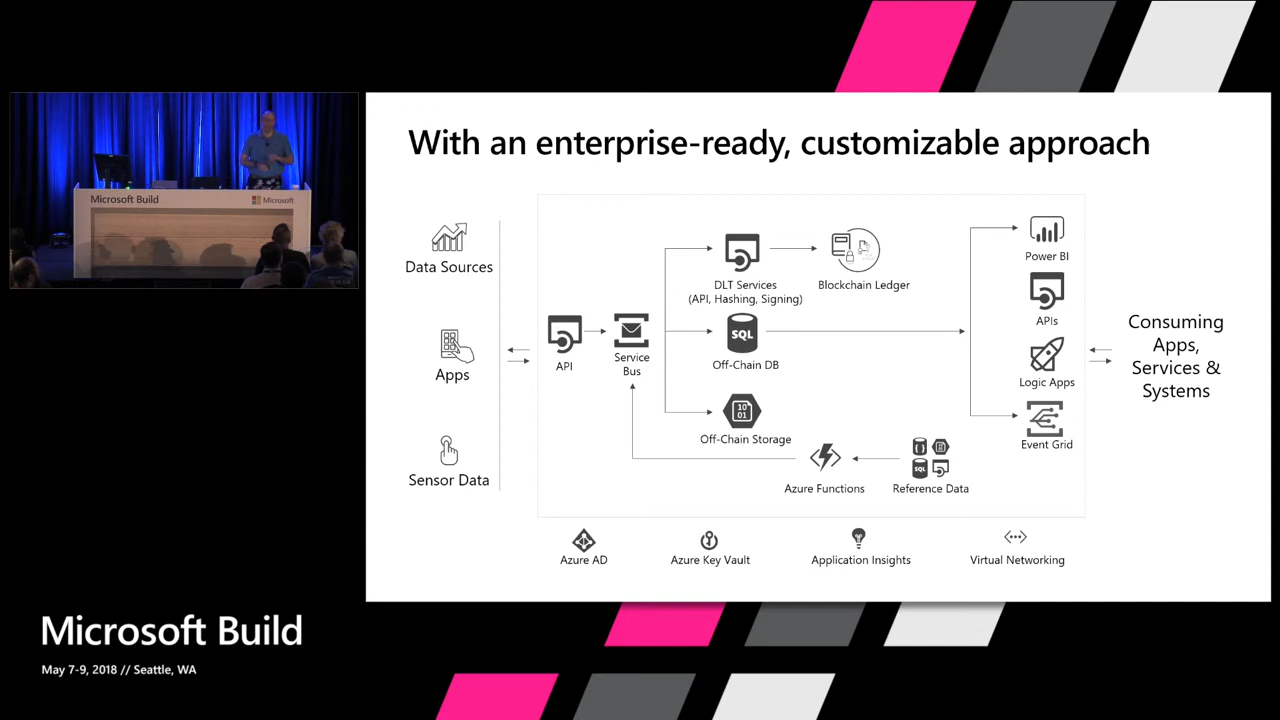 Microsoft Build
Microsoft
With an enterprise-ready, customizable approach
Data Sources
Apps
Sensor Data
API
Service
Bus
DLT Services
(API, Hashing, Signing)
Blockchain Ledger
SQL
Off-Chain DB
10
01
Off-Chain Storage
Azure Functions
SQL
Reference Data
Power BI
APIs
Logic Apps
Event Grid
Consuming
Apps,
Services &
Systems
Azure AD
Azure Key Vault
Application Insights
Virtual Networking
Microsoft Build
May 7-9, 2018 // Seattle, WA